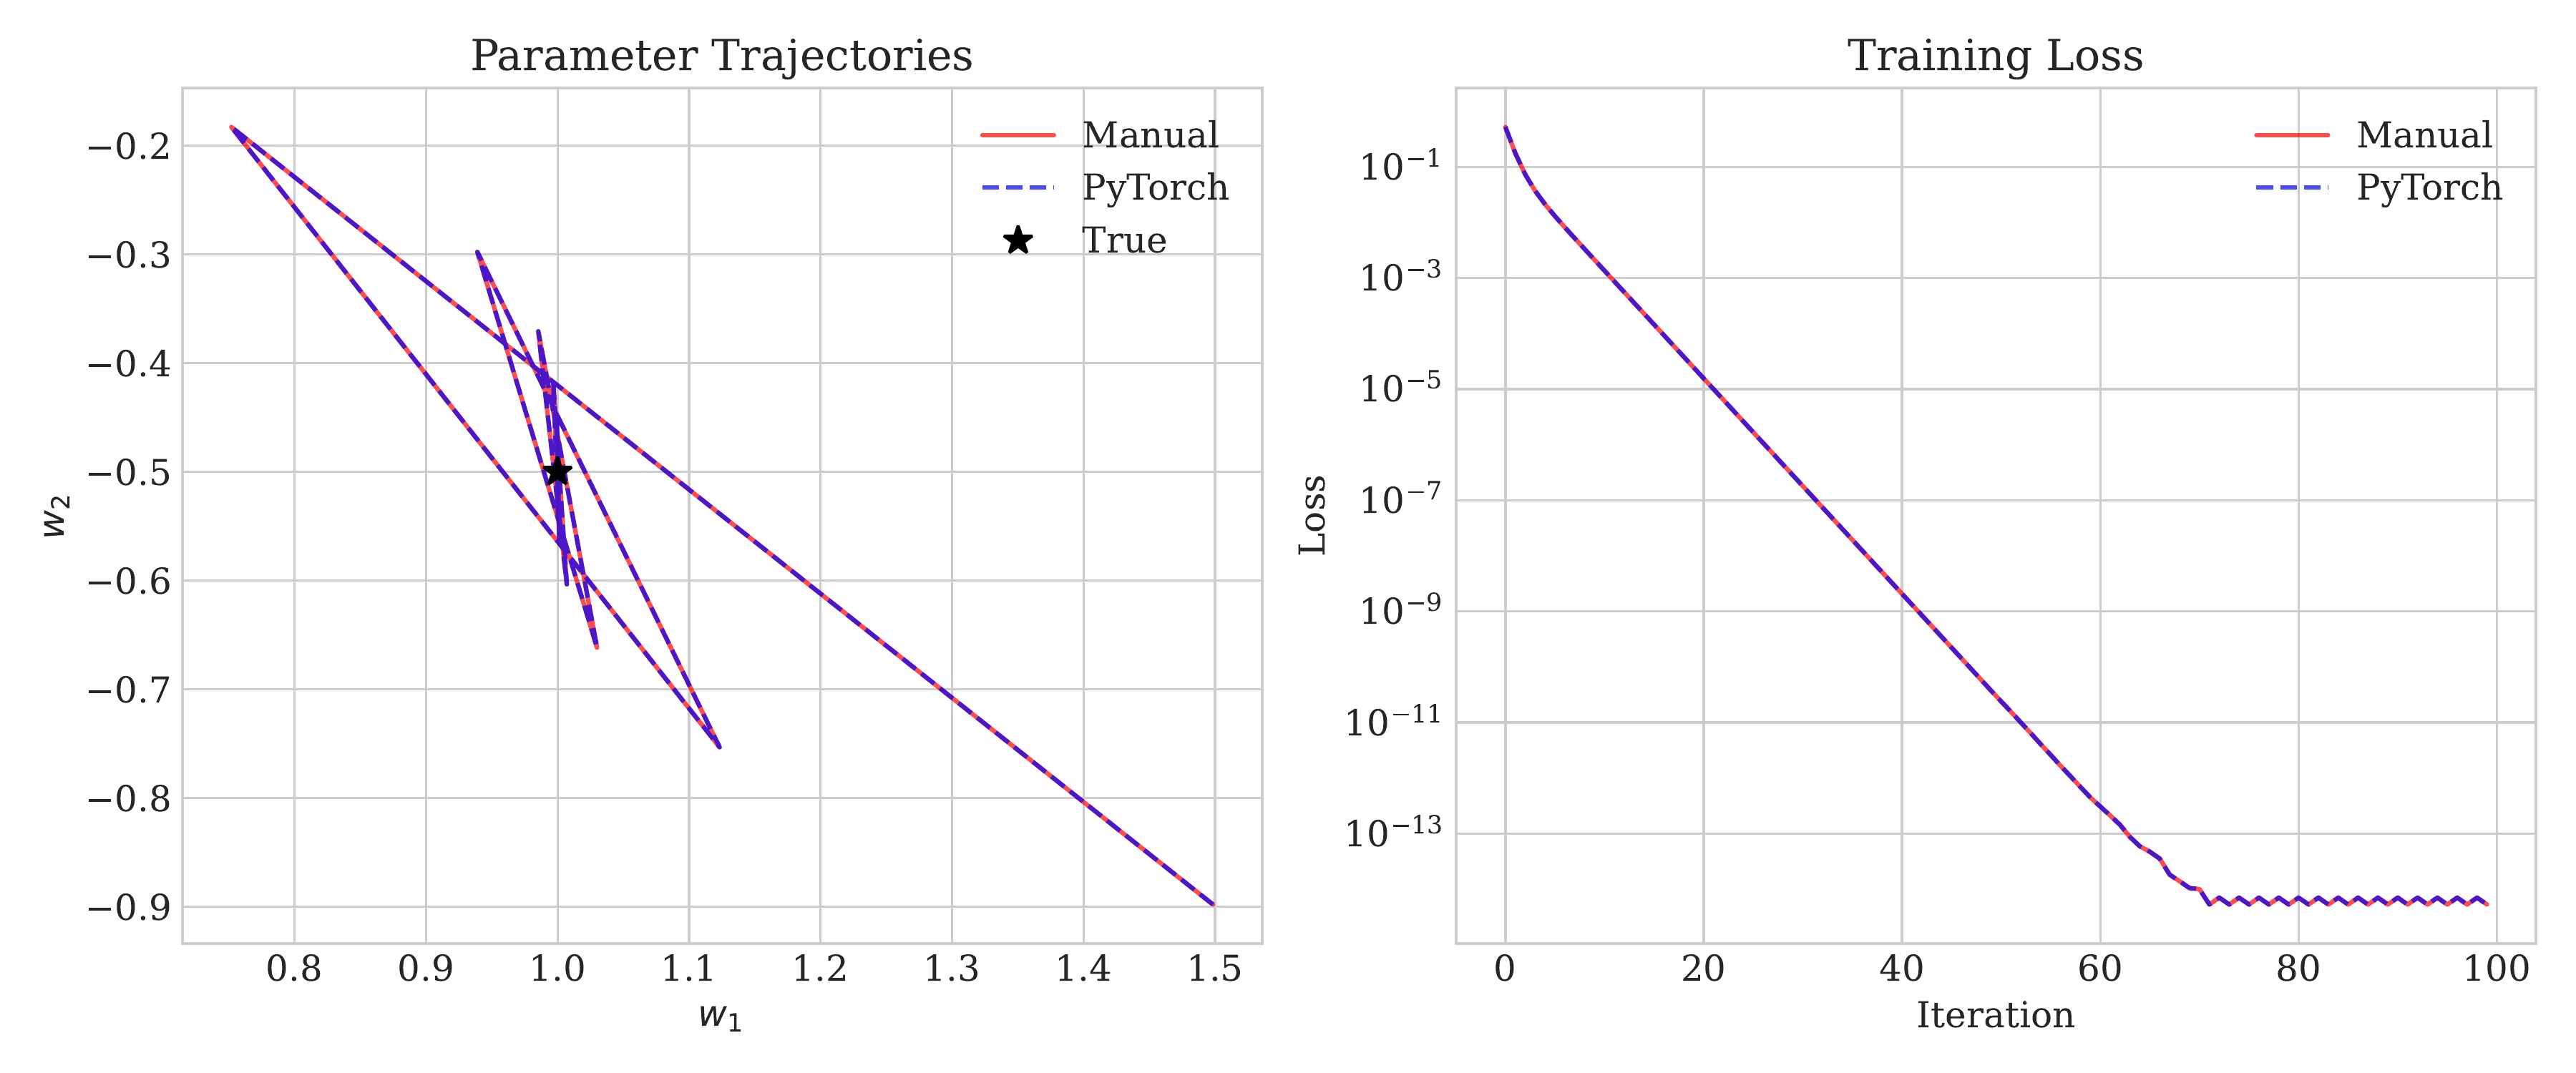 Parameter Trajectories
Manual
PyTorch
True
−0.2
−0.3
−0.4
−0.5
−0.6
−0.7
−0.8
−0.9
w₂
0.8 0.9 1.0 1.1 1.2 1.3 1.4 1.5
w₁
Training Loss
Manual
PyTorch
10⁻¹
10⁻³
10⁻⁵
10⁻⁷
10⁻⁹
10⁻¹¹
10⁻¹³
Loss
0 20 40 60 80 100
Iteration